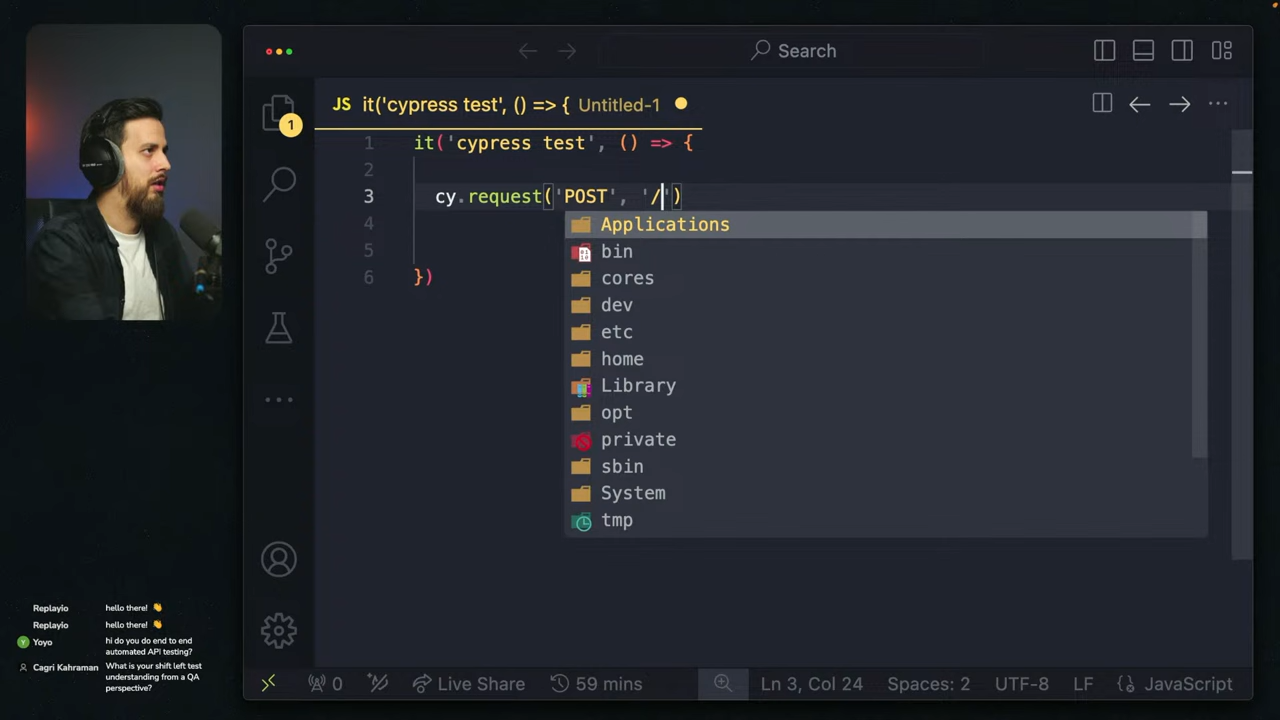 Search
JS it('cypress test', () => { Untitled-1
1
1 it('cypress test', () => {
2
3 cy.request('POST', '/')
4
5
6 })
Applications
bin
cores
dev
etc
home
Library
opt
private
sbin
System
tmp
Replayio hello there! 👋
Replayio hello there! 👋
Y Yoyo hi do you do end to end
automated API testing?
Cagri Kahraman What is your shift left test
understanding from a QA
perspective?
0 Live Share 59 mins Ln 3, Col 24 Spaces: 2 UTF-8 LF JavaScript